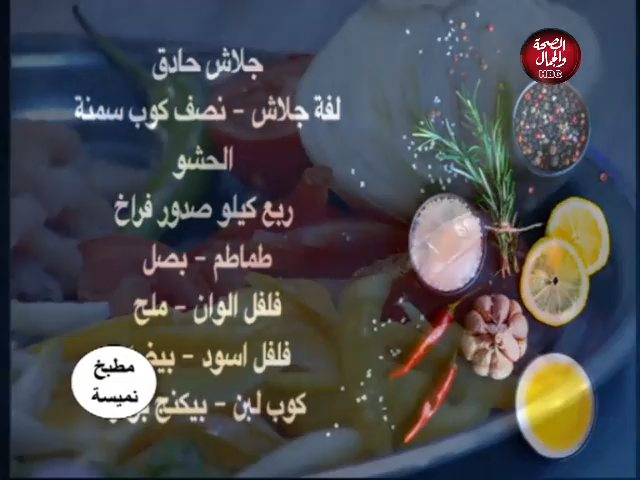 جلاش حادق
لفة جلاش - نصف كوب سمنة
الحشو
ربع كيلو صدور فراخ
طماطم - بصل
فلفل الوان - ملح
فلفل اسود -
كوب لبن - بيكنج
مطبخ
نميسة
الصحة
والجمال
HBC